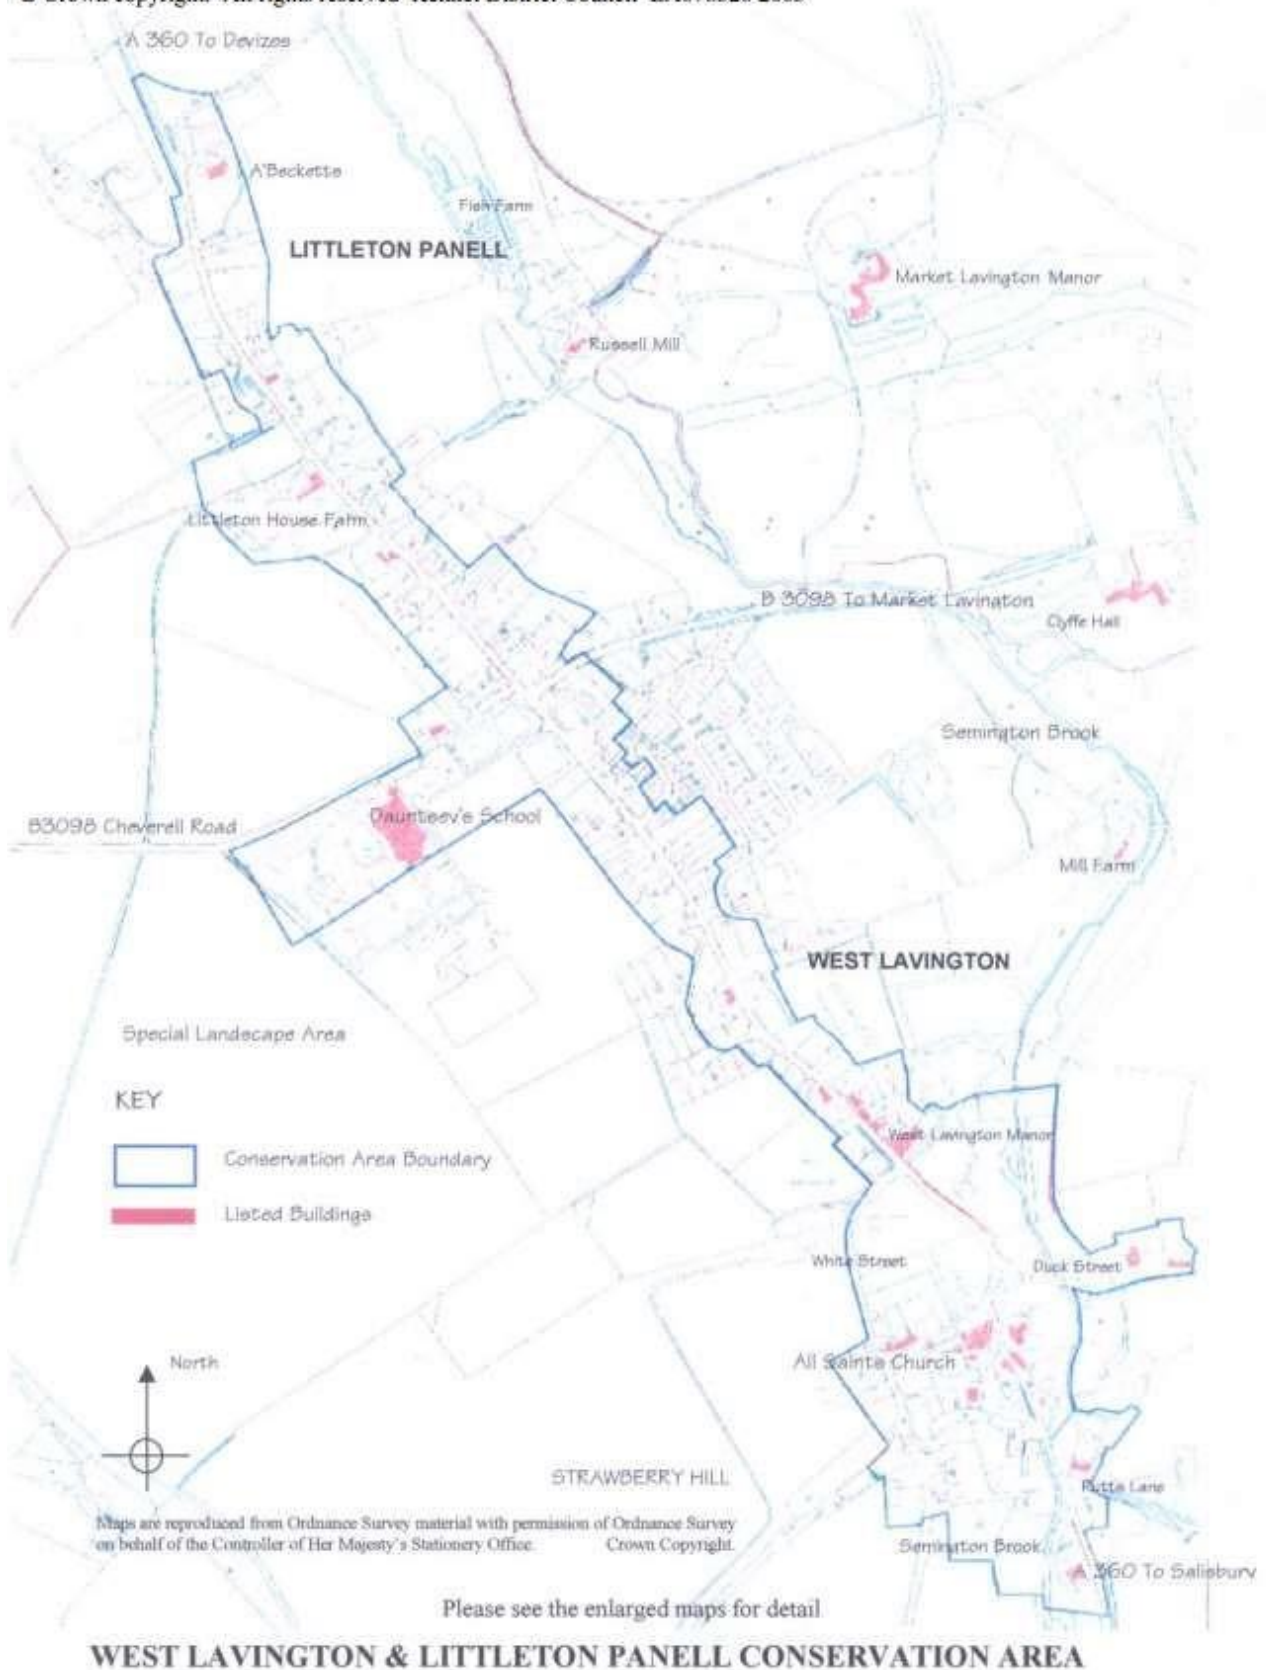 A 360 To Devizes
A'Becketts
Fish Farm
LITTLETON PANELL
Market Lavington Manor
Russell Mill
Littleton House Farm
B 3098 To Market Lavington
Clyffe Hall
Semington Brook
Dauntsey's School
B3098 Cheverell Road
Mill Farm
WEST LAVINGTON
Special Landscape Area
KEY
West Lavington Manor
Conservation Area Boundary
Listed Buildings
White Street
Duck Street
North
All Saints Church
STRAWBERRY HILL
Rutts Lane
Maps are reproduced from Ordnance Survey material with permission of Ordnance Survey
on behalf of the Controller of Her Majesty's Stationery Office. Crown Copyright.
Semington Brook
A 360 To Salisbury
Please see the enlarged maps for detail
WEST LAVINGTON & LITTLETON PANELL CONSERVATION AREA